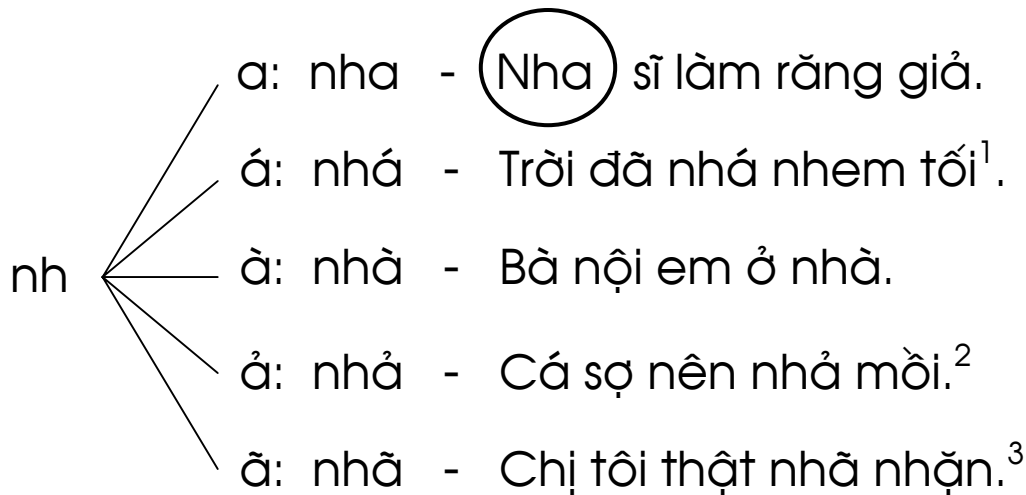 a: nha - Nha sĩ làm răng giả.
á: nhá - Trời đã nhá nhem tối¹.
nh à: nhà - Bà nội em ở nhà.
ả: nhả - Cá sợ nên nhả mồi.²
ã: nhã - Chị tôi thật nhã nhặn.³